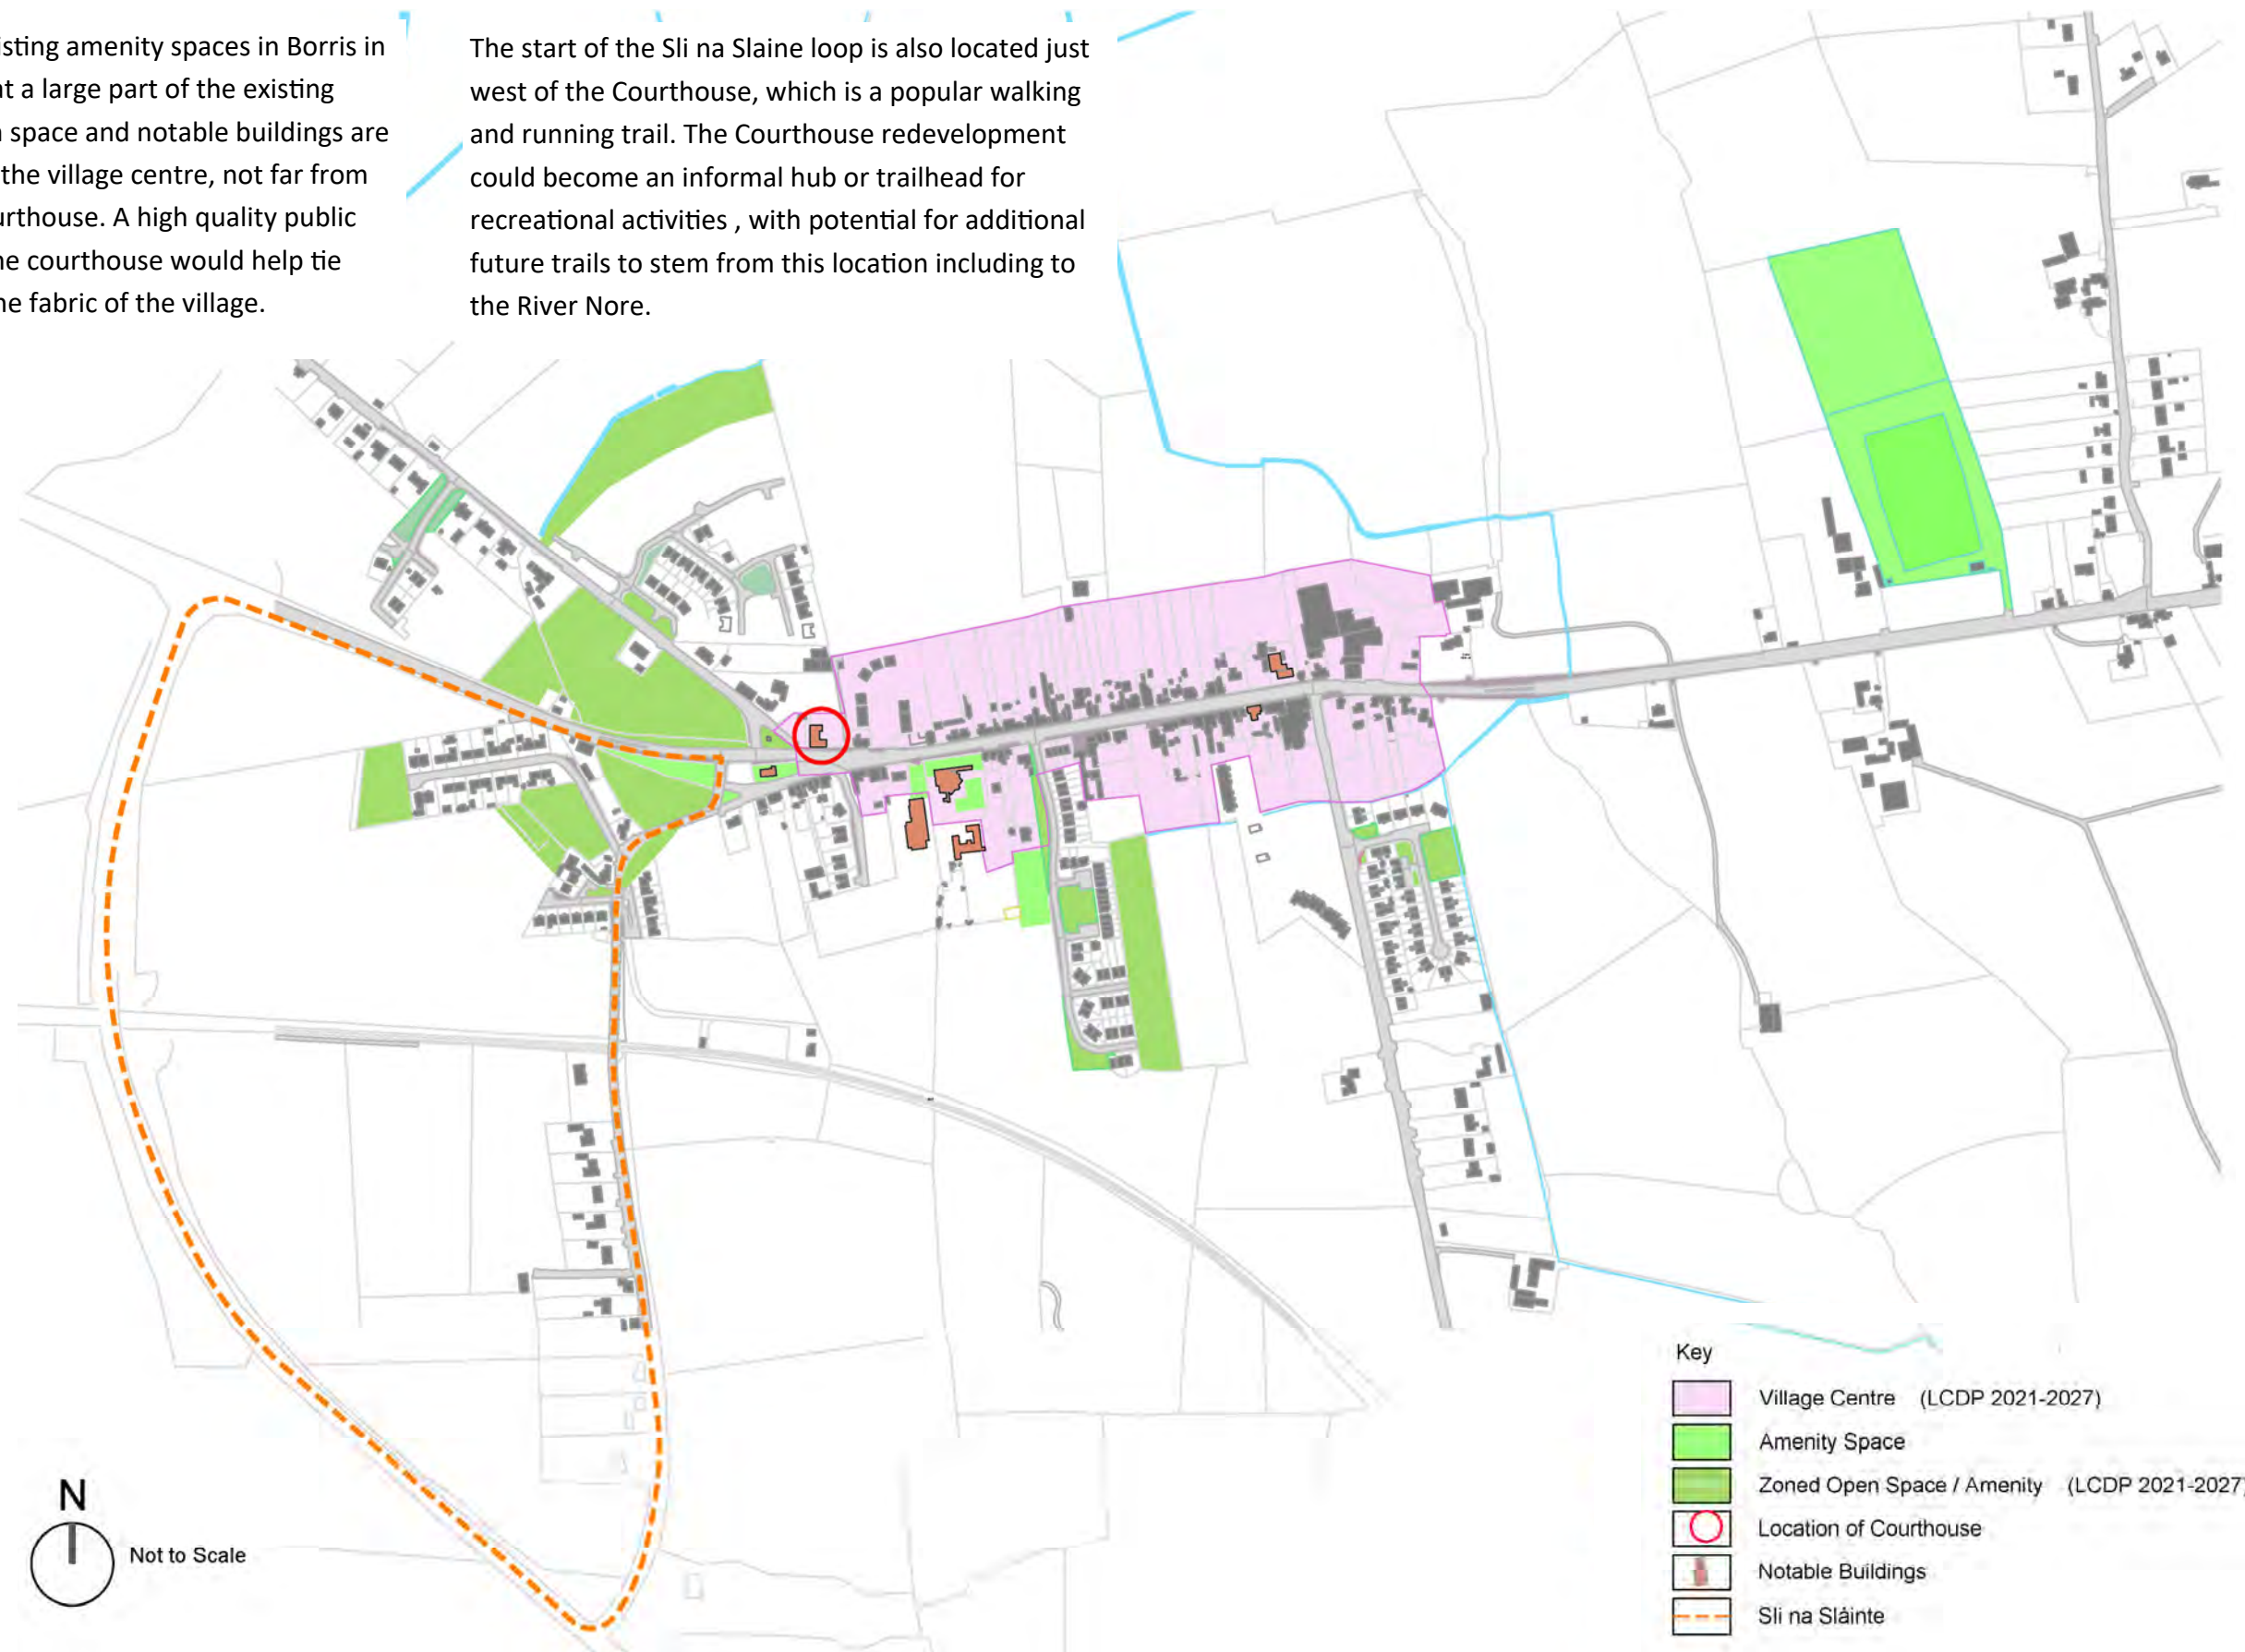 isting amenity spaces in Borris in
t a large part of the existing
space and notable buildings are
the village centre, not far from
urthouse. A high quality public
he courthouse would help tie
he fabric of the village.
The start of the Sli na Slaine loop is also located just
west of the Courthouse, which is a popular walking
and running trail. The Courthouse redevelopment
could become an informal hub or trailhead for
recreational activities , with potential for additional
future trails to stem from this location including to
the River Nore.
Key
Village Centre (LCDP 2021-2027)
Amenity Space
Zoned Open Space / Amenity (LCDP 2021-2027)
Location of Courthouse
Notable Buildings
Sli na Sláinte
N
Not to Scale